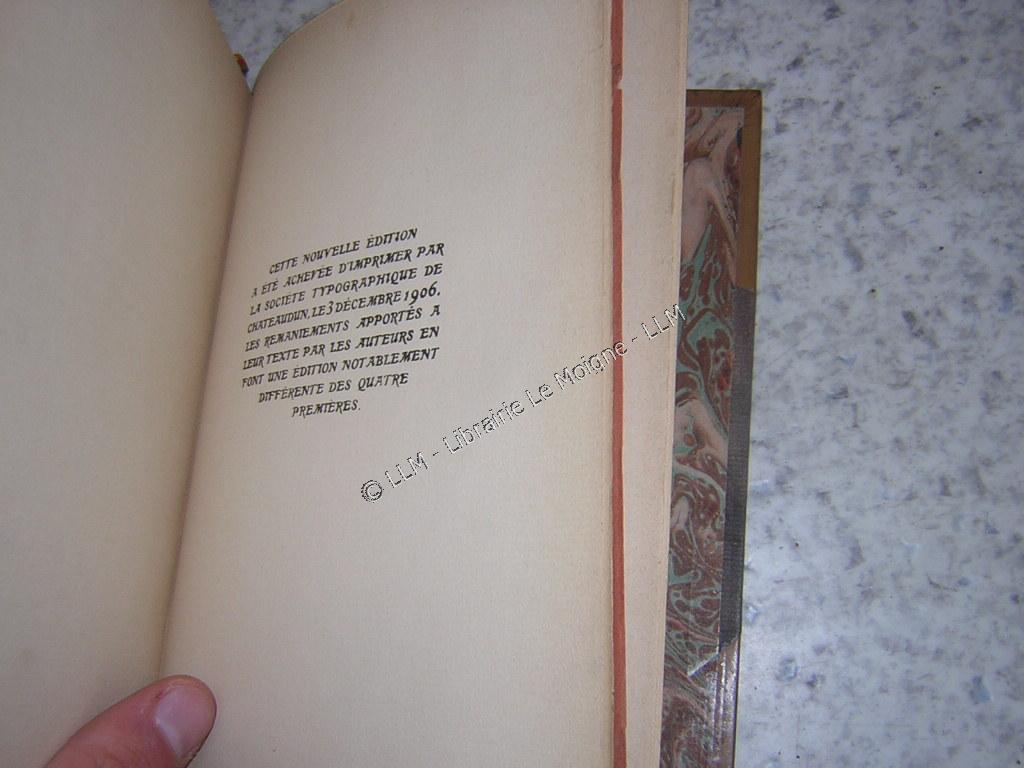 CETTE NOUVELLE ÉDITION
A ÉTÉ ACHEVÉE D'IMPRIMER PAR
LA SOCIÉTÉ TYPOGRAPHIQUE DE
CHATEAUDUN, LE 3 DÉCEMBRE 1906.
LES REMANIEMENTS APPORTÉS A
LEUR TEXTE PAR LES AUTEURS EN
FONT UNE ÉDITION NOTABLEMENT
DIFFÉRENTE DES QUATRE
PREMIÈRES.
© LLM - Librairie Le Moigne - LLM